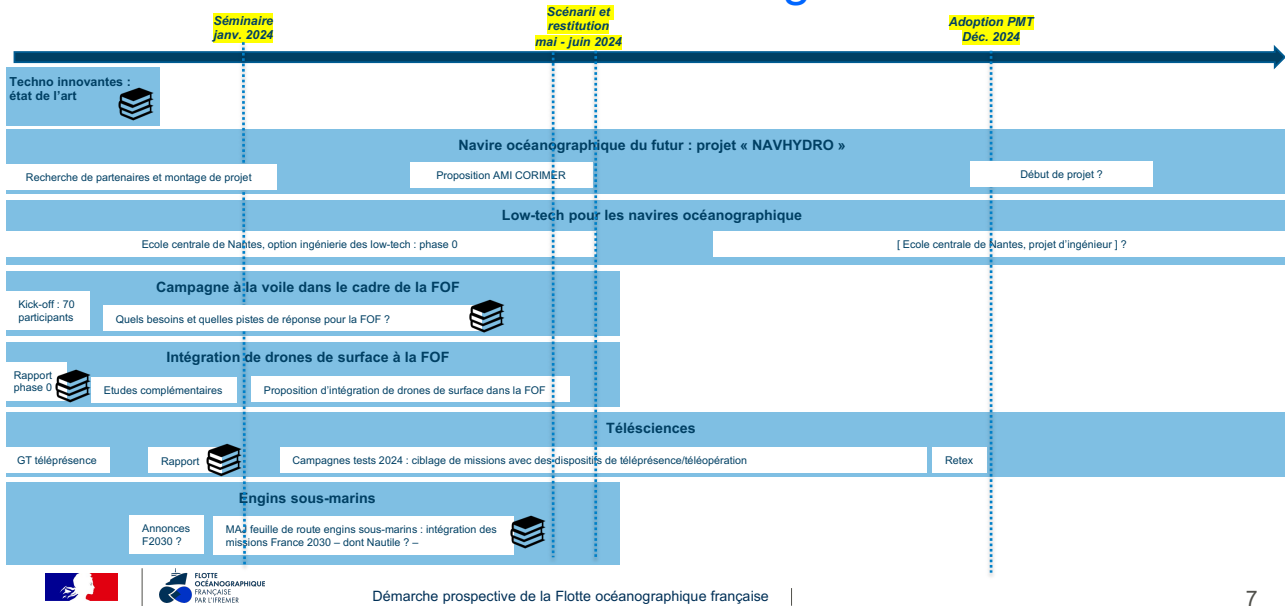 Séminaire
janv. 2024
Scénarii et
restitution
mai - juin 2024
Adoption PMT
Déc. 2024
Techno innovantes :
état de l'art
Navire océanographique du futur : projet « NAVHYDRO »
Recherche de partenaires et montage de projet
Proposition AMI CORIMER
Début de projet ?
Low-tech pour les navires océanographique
Ecole centrale de Nantes, option ingénierie des low-tech : phase 0
[ Ecole centrale de Nantes, projet d'ingénieur ] ?
Campagne à la voile dans le cadre de la FOF
Kick-off : 70
participants
Quels besoins et quelles pistes de réponse pour la FOF ?
Intégration de drones de surface à la FOF
Rapport
phase 0
Etudes complémentaires
Proposition d'intégration de drones de surface dans la FOF
Télésciences
GT téléprésence
Rapport
Campagnes tests 2024 : ciblage de missions avec des dispositifs de téléprésence/téléopération
Retex
Engins sous-marins
Annonces
F2030 ?
MAJ feuille de route engins sous-marins : intégration des
missions France 2030 – dont Nautile ? –
FLOTTE
OCÉANOGRAPHIQUE
FRANÇAISE
PAR L'IFREMER
Démarche prospective de la Flotte océanographique française
7